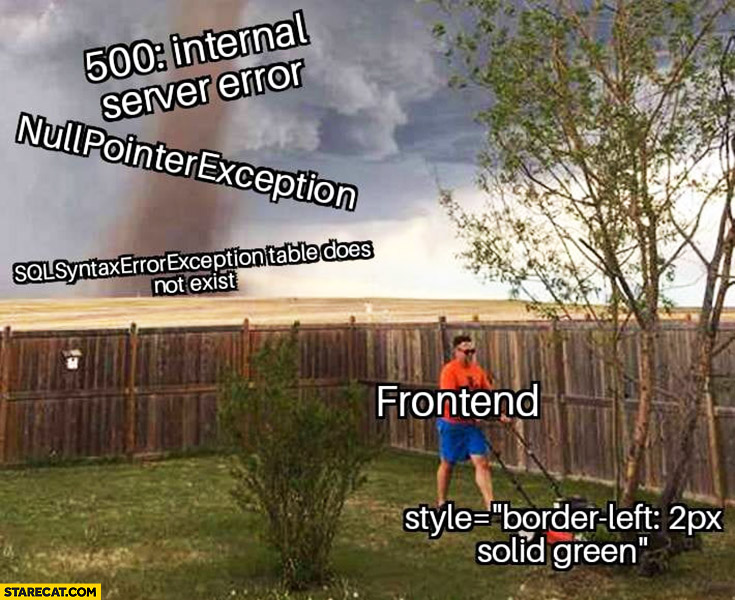 500: internal
server error
NullPointerException
SQLSyntaxErrorException table does
not exist
Frontend
style="border-left: 2px
solid green"
STARECAT.COM